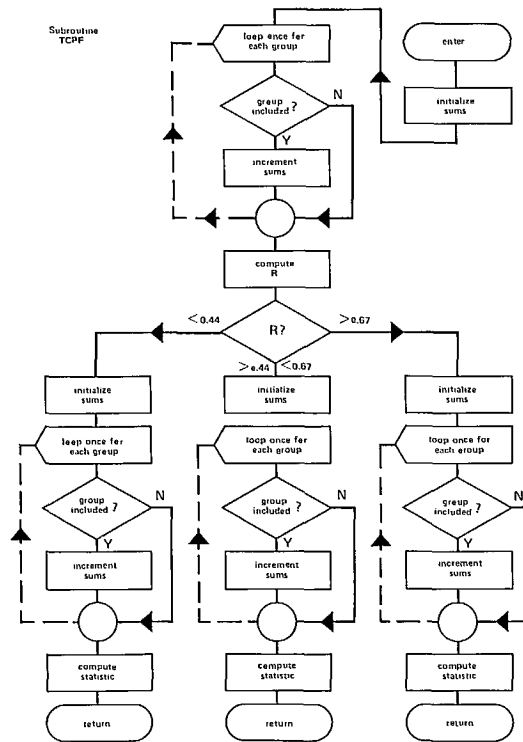 Subroutine
TCPF
enter
initialize
sums
loop once for
each group
group
included ?
N
Y
increment
sums
compute
R
R?
<0.44
>0.44 <0.67
>0.67
initialize
sums
loop once for
each group
group
included ?
N
Y
increment
sums
compute
statistic
return
initialize
sums
loop once for
each group
group
included ?
N
Y
increment
sums
compute
statistic
return
initialize
sums
loop once for
each group
group
included ?
N
Y
increment
sums
compute
statistic
return